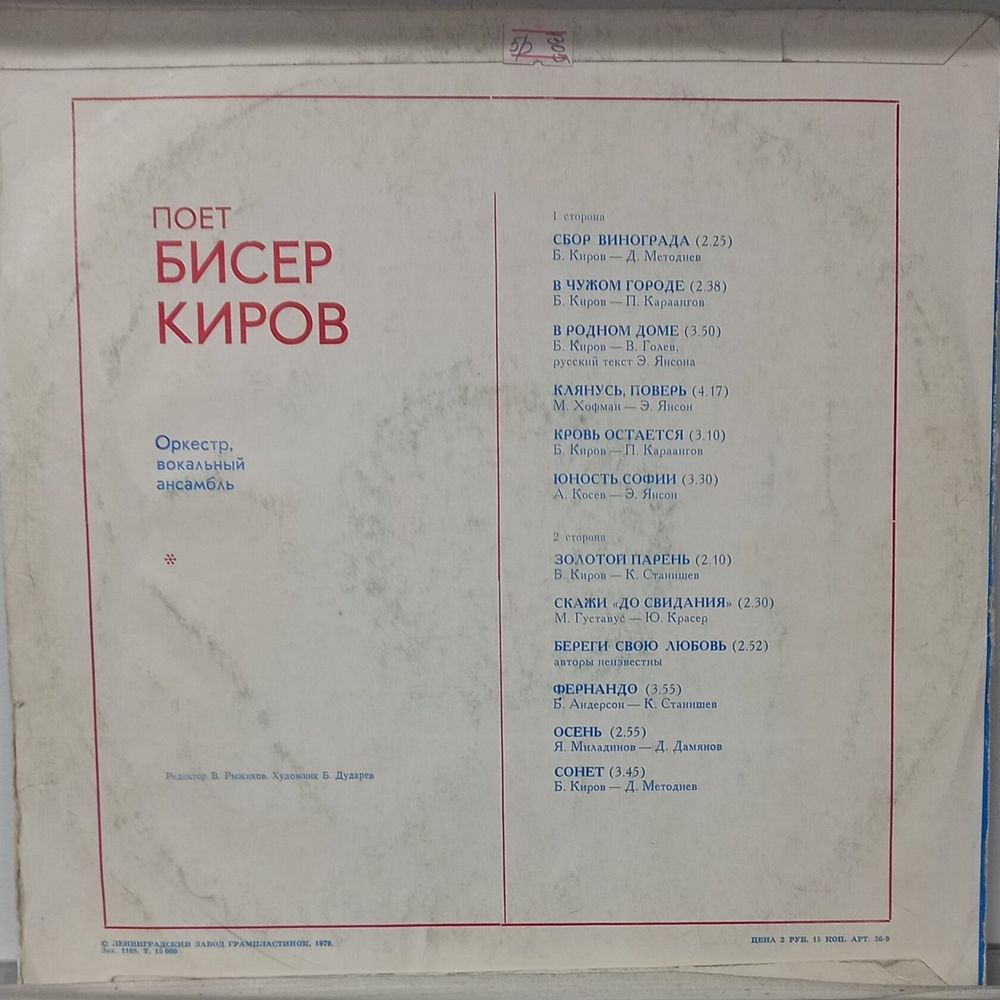 ПОЕТ
БИСЕР
КИРОВ
Оркестр,
вокальный
ансамбль
*
Редактор В. Рыжиков. Художник Б. Дударев
1 сторона
СБОР ВИНОГРАДА (2.25)
Б. Киров — Д. Методиев
В ЧУЖОМ ГОРОДЕ (2.38)
Б. Киров — П. Караангов
В РОДНОМ ДОМЕ (3.50)
Б. Киров — В. Голев,
русский текст Э. Янсона
КЛЯНУСЬ, ПОВЕРЬ (4.17)
М. Хофман — Э. Янсон
КРОВЬ ОСТАЕТСЯ (3.10)
Б. Киров — П. Караангов
ЮНОСТЬ СОФИИ (3.30)
А. Косев — Э. Янсон
2 сторона
ЗОЛОТОЙ ПАРЕНЬ (2.10)
Б. Киров — К. Станишев
СКАЖИ «ДО СВИДАНИЯ» (2.30)
М. Густавус — Ю. Красер
БЕРЕГИ СВОЮ ЛЮБОВЬ (2.52)
авторы неизвестны
ФЕРНАНДО (3.55)
Б. Андерсон — К. Станишев
ОСЕНЬ (2.55)
Я. Миладинов — Д. Дамянов
СОНЕТ (3.45)
Б. Киров — Д. Методиев
© ЛЕНИНГРАДСКИЙ ЗАВОД ГРАМПЛАСТИНОК, 1979.
Зак. 1168. Т. 15 000
ЦЕНА 2 РУБ. 15 КОП. АРТ. 36-9